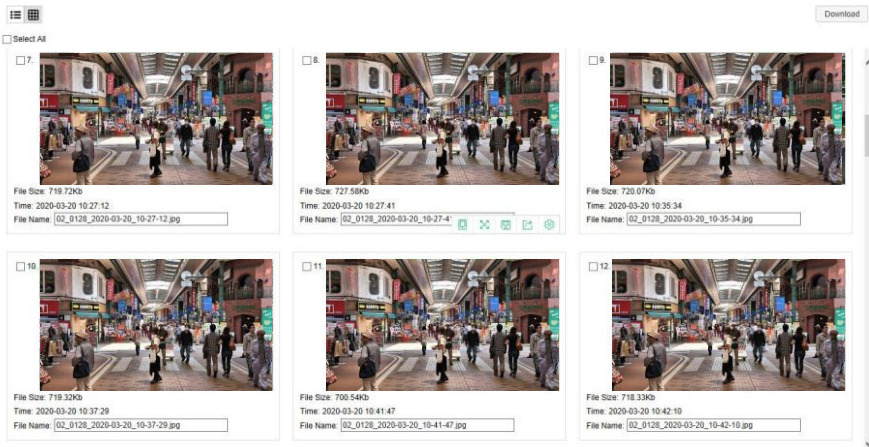 Download
Select All
7.
8.
9.
File Size: 719.72Kb
File Size: 727.58Kb
File Size: 720.07Kb
Time: 2020-03-20 10:27:12
Time: 2020-03-20 10:27:41
Time: 2020-03-20 10:35:34
File Name: 02_0128_2020-03-20_10-27-12.jpg
File Name: 02_0128_2020-03-20_10-27-4
File Name: 02_0128_2020-03-20_10-35-34.jpg
10.
11.
12.
File Size: 719.32Kb
File Size: 700.54Kb
File Size: 718.33Kb
Time: 2020-03-20 10:37:29
Time: 2020-03-20 10:41:47
Time: 2020-03-20 10:42:10
File Name: 02_0128_2020-03-20_10-37-29.jpg
File Name: 02_0128_2020-03-20_10-41-47.jpg
File Name: 02_0128_2020-03-20_10-42-10.jpg